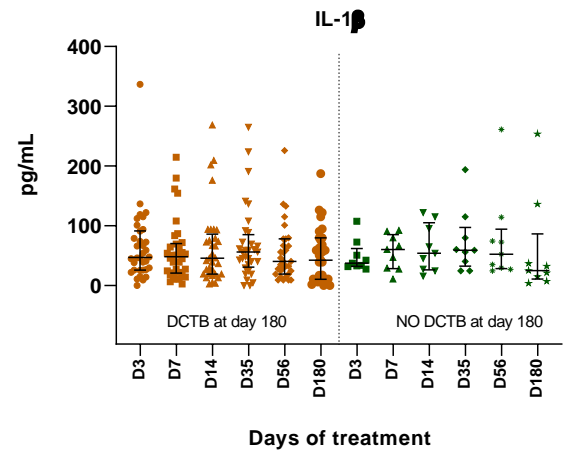 IL-1β
pg/mL
400
300
200
100
0
DCTB at day 180 NO DCTB at day 180
D3 D7 D14 D35 D56 D180 D3 D7 D14 D35 D56 D180
Days of treatment